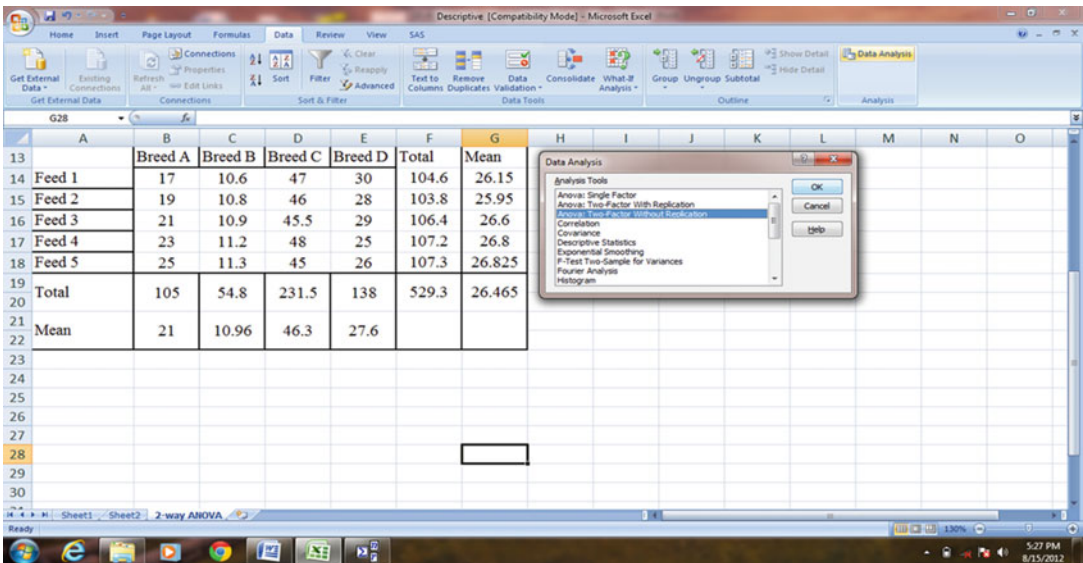 Descriptive [Compatibility Mode] - Microsoft Excel
Home Insert Page Layout Formulas Data Review View SAS
Get External Data
Existing Connections
Refresh All
Connections
Properties
Edit Links
Sort
Filter
Clear
Reapply
Advanced
Text to Columns
Remove Duplicates
Data Validation
Consolidate
What-If Analysis
Group
Ungroup
Subtotal
Show Detail
Hide Detail
Data Analysis
Get External Data Connections Sort & Filter Data Tools Outline Analysis
G28 fx
A B C D E F G H I J K L M N O
13 Breed A Breed B Breed C Breed D Total Mean
14 Feed 1 17 10.6 47 30 104.6 26.15
15 Feed 2 19 10.8 46 28 103.8 25.95
16 Feed 3 21 10.9 45.5 29 106.4 26.6
17 Feed 4 23 11.2 48 25 107.2 26.8
18 Feed 5 25 11.3 45 26 107.3 26.825
19
Total 105 54.8 231.5 138 529.3 26.465
20
21
Mean 21 10.96 46.3 27.6
22
23
24
25
26
27
28
29
30
Data Analysis
Analysis Tools
Anova: Single Factor
Anova: Two-Factor With Replication
Anova: Two-Factor Without Replication
Correlation
Covariance
Descriptive Statistics
Exponential Smoothing
F-Test Two-Sample for Variances
Fourier Analysis
Histogram
OK
Cancel
Help
Sheet1 Sheet2 2-way ANOVA
Ready 130%
5:27 PM
8/15/2012